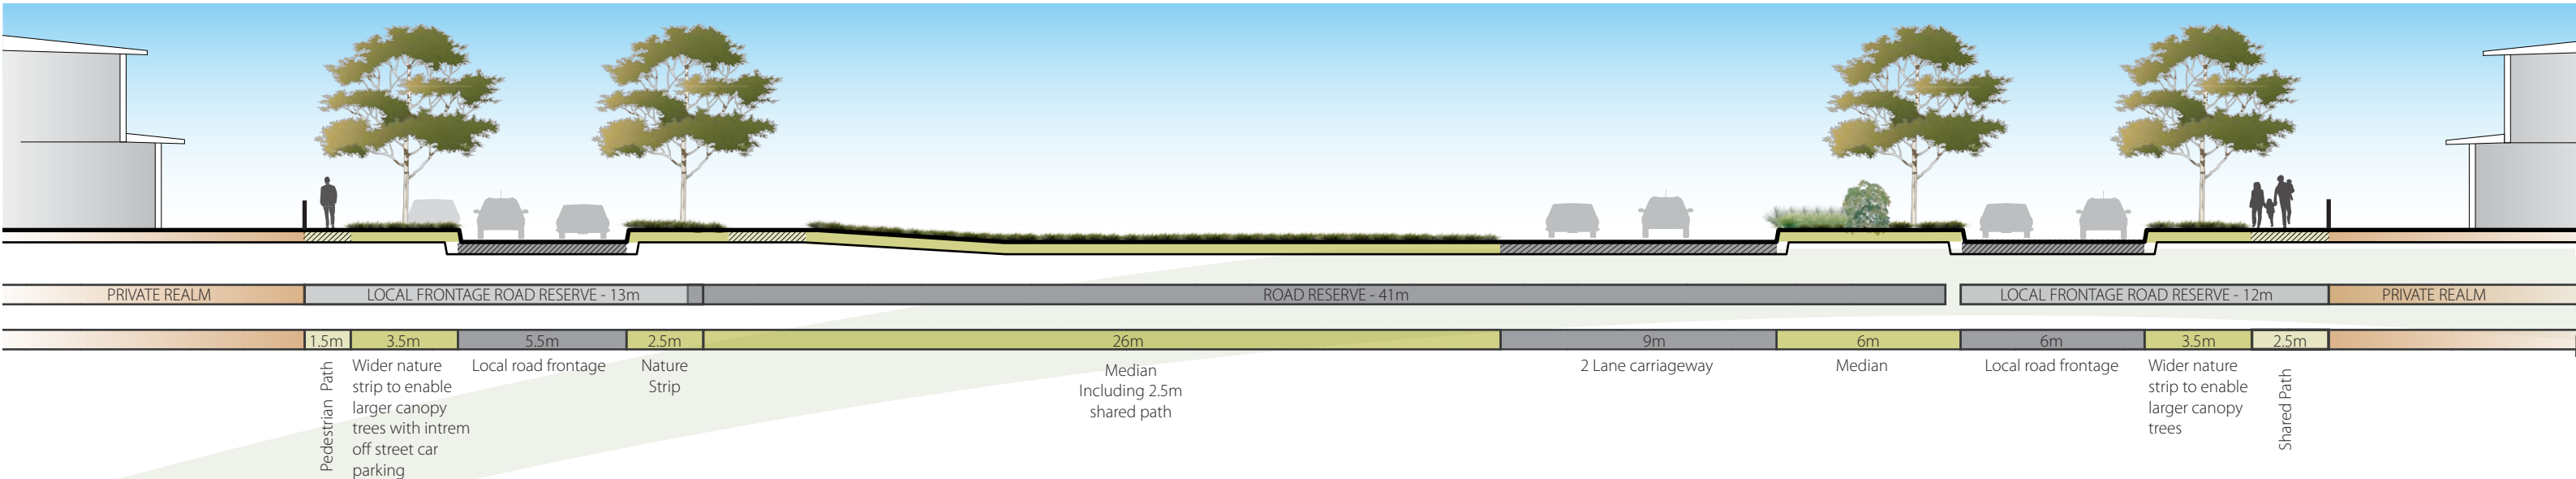 PRIVATE REALM
LOCAL FRONTAGE ROAD RESERVE - 13m
ROAD RESERVE - 41m
LOCAL FRONTAGE ROAD RESERVE - 12m
PRIVATE REALM
1.5m
3.5m
5.5m
2.5m
26m
9m
6m
6m
3.5m
2.5m
Pedestrian Path
Wider nature
strip to enable
larger canopy
trees with intrem
off street car
parking
Local road frontage
Nature
Strip
Median
Including 2.5m
shared path
2 Lane carriageway
Median
Local road frontage
Wider nature
strip to enable
larger canopy
trees
Shared Path